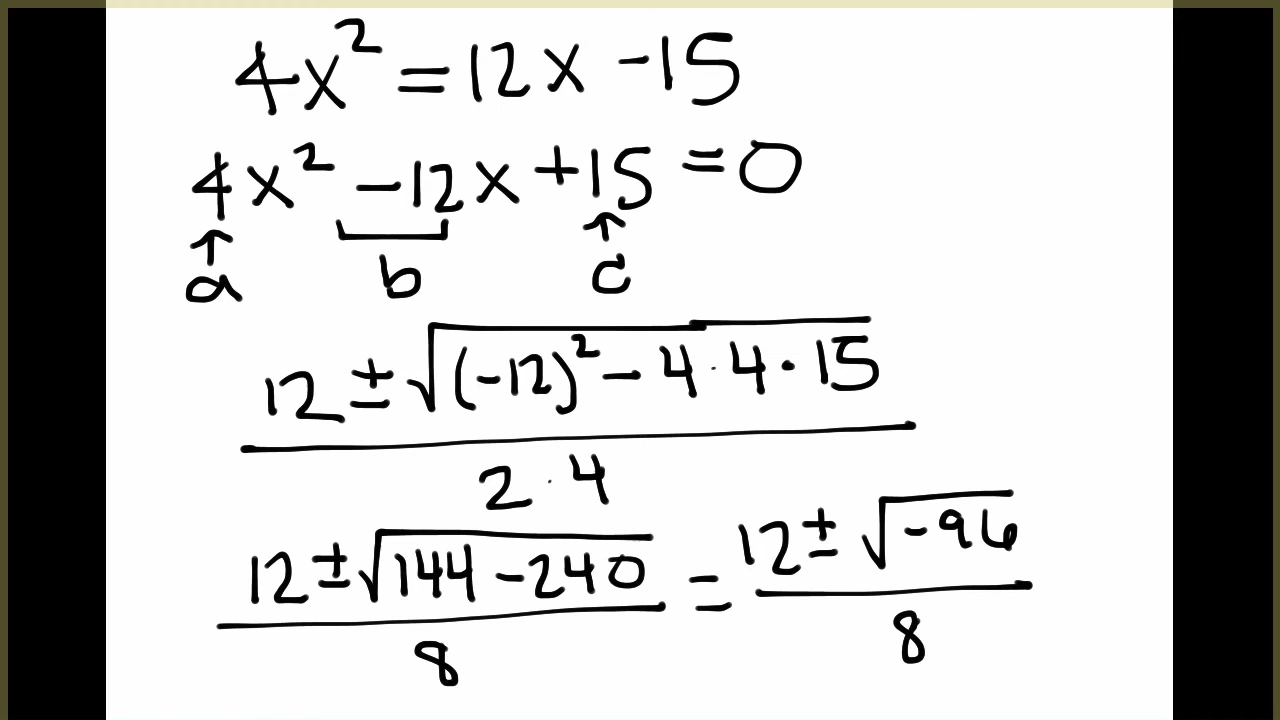 4x² = 12x - 15
4x² - 12x + 15 = 0
↑ ↑
a b c
12 ± √((-12)² - 4 · 4 · 15)
2 · 4
12 ± √(144 - 240) = 12 ± √(-96)
8 8